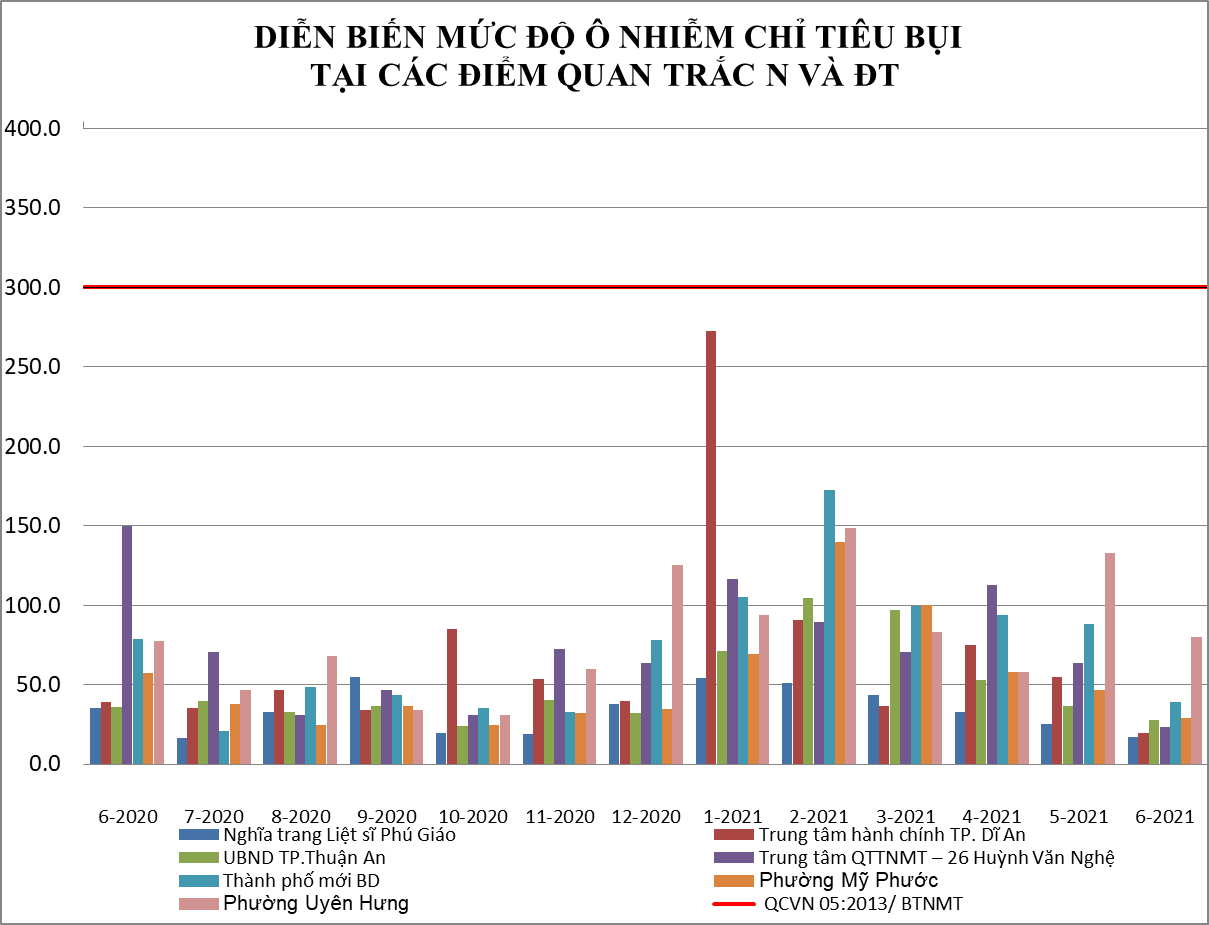 DIỄN BIẾN MỨC ĐỘ Ô NHIỄM CHỈ TIÊU BỤI
TẠI CÁC ĐIỂM QUAN TRẮC N VÀ ĐT
400.0
350.0
300.0
250.0
200.0
150.0
100.0
50.0
0.0
6-2020 7-2020 8-2020 9-2020 10-2020 11-2020 12-2020 1-2021 2-2021 3-2021 4-2021 5-2021 6-2021
Nghĩa trang Liệt sĩ Phú Giáo Trung tâm hành chính TP. Dĩ An
UBND TP.Thuận An Trung tâm QTTNMT – 26 Huỳnh Văn Nghệ
Thành phố mới BD Phường Mỹ Phước
Phường Uyên Hưng QCVN 05:2013/ BTNMT